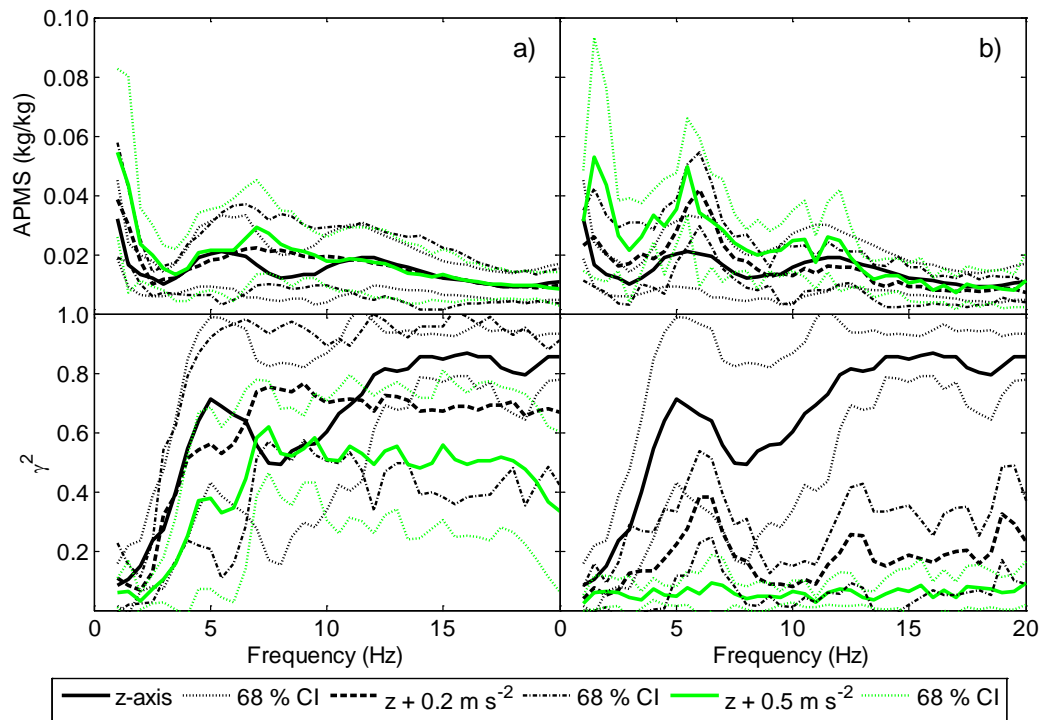 a)
b)
0.10
0.08
0.06
0.04
0.02
APMS (kg/kg)
1.0
0.8
0.6
0.4
0.2
γ²
0 5 10 15 0 5 10 15 20
Frequency (Hz) Frequency (Hz)
z-axis 68 % CI z + 0.2 m s⁻² 68 % CI z + 0.5 m s⁻² 68 % CI